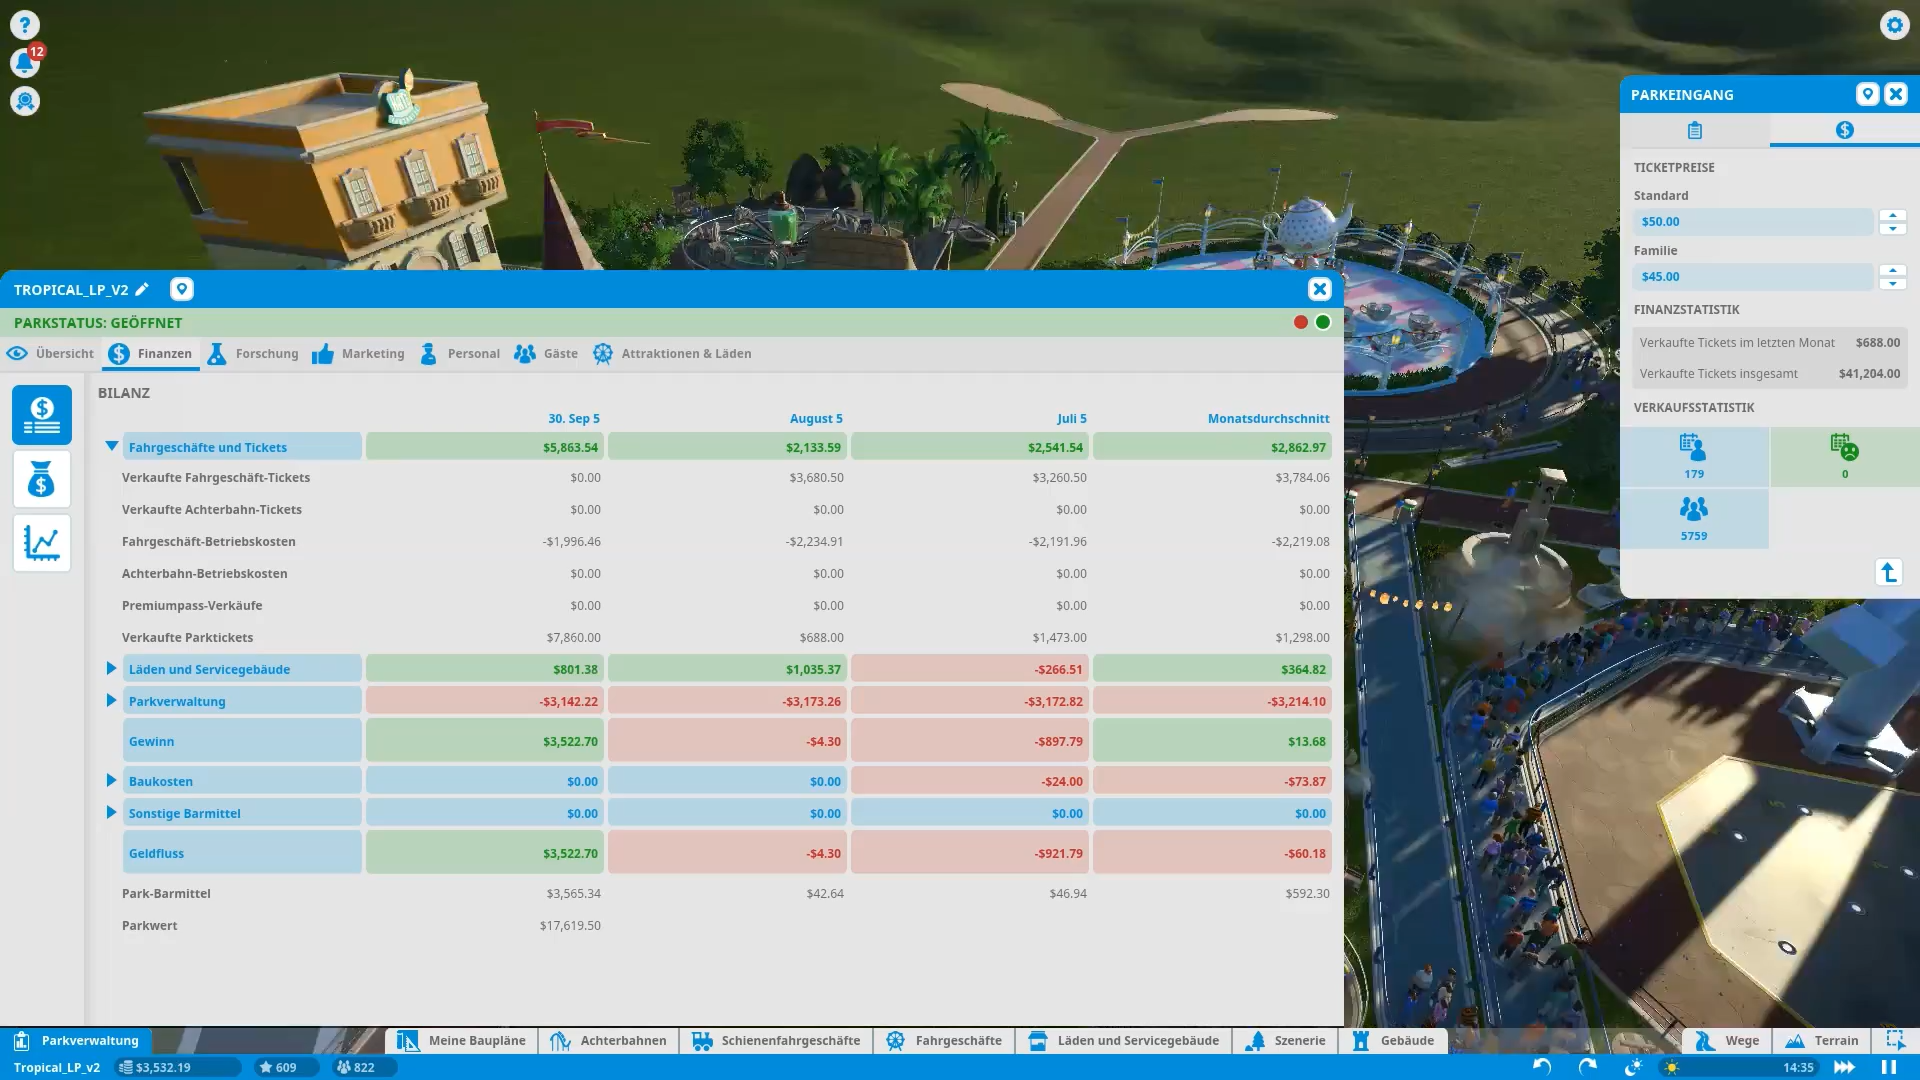 12
PARKEINGANG
TICKETPREISE
Standard
$50.00
Familie
$45.00
FINANZSTATISTIK
Verkaufte Tickets im letzten Monat $688.00
Verkaufte Tickets insgesamt $41,204.00
VERKAUFSSTATISTIK
179 0
5759
TROPICAL_LP_V2
PARKSTATUS: GEÖFFNET
Übersicht Finanzen Forschung Marketing Personal Gäste Attraktionen & Läden
BILANZ
30. Sep 5 August 5 Juli 5 Monatsdurchschnitt
Fahrgeschäfte und Tickets $5,863.54 $2,133.59 $2,541.54 $2,862.97
Verkaufte Fahrgeschäft-Tickets $0.00 $3,680.50 $3,260.50 $3,784.06
Verkaufte Achterbahn-Tickets $0.00 $0.00 $0.00 $0.00
Fahrgeschäft-Betriebskosten -$1,996.46 -$2,234.91 -$2,191.96 -$2,219.08
Achterbahn-Betriebskosten $0.00 $0.00 $0.00 $0.00
Premiumpass-Verkäufe $0.00 $0.00 $0.00 $0.00
Verkaufte Parktickets $7,860.00 $688.00 $1,473.00 $1,298.00
Läden und Servicegebäude $801.38 $1,035.37 -$266.51 $364.82
Parkverwaltung -$3,142.22 -$3,173.26 -$3,172.82 -$3,214.10
Gewinn $3,522.70 -$4.30 -$897.79 $13.68
Baukosten $0.00 $0.00 -$24.00 -$73.87
Sonstige Barmittel $0.00 $0.00 $0.00 $0.00
Geldfluss $3,522.70 -$4.30 -$921.79 -$60.18
Park-Barmittel $3,565.34 $42.64 $46.94 $592.30
Parkwert $17,619.50
Parkverwaltung Meine Baupläne Achterbahnen Schienenfahrgeschäfte Fahrgeschäfte Läden und Servicegebäude Szenerie Gebäude Wege Terrain
Tropical_LP_v2 $3,532.19 609 822 14:35